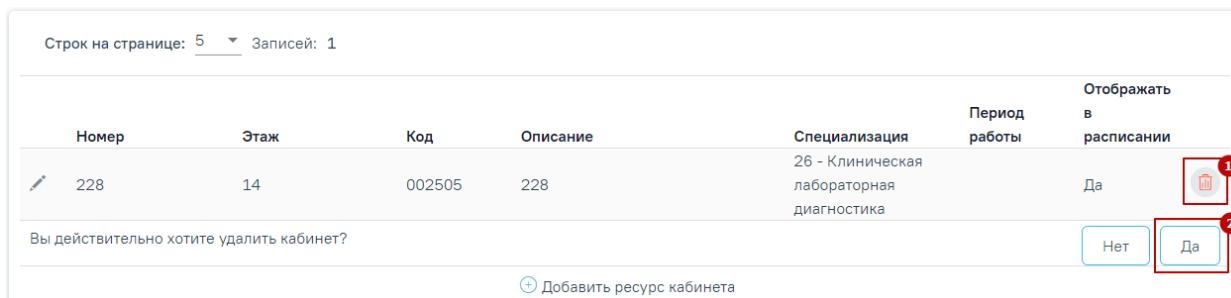 Строк на странице: 5 Записей: 1
Отображать
Период в
Номер Этаж Код Описание Специализация работы расписании
26 - Клиническая
228 14 002505 228 лабораторная Да 1
диагностика
Вы действительно хотите удалить кабинет? Нет Да 2
Добавить ресурс кабинета